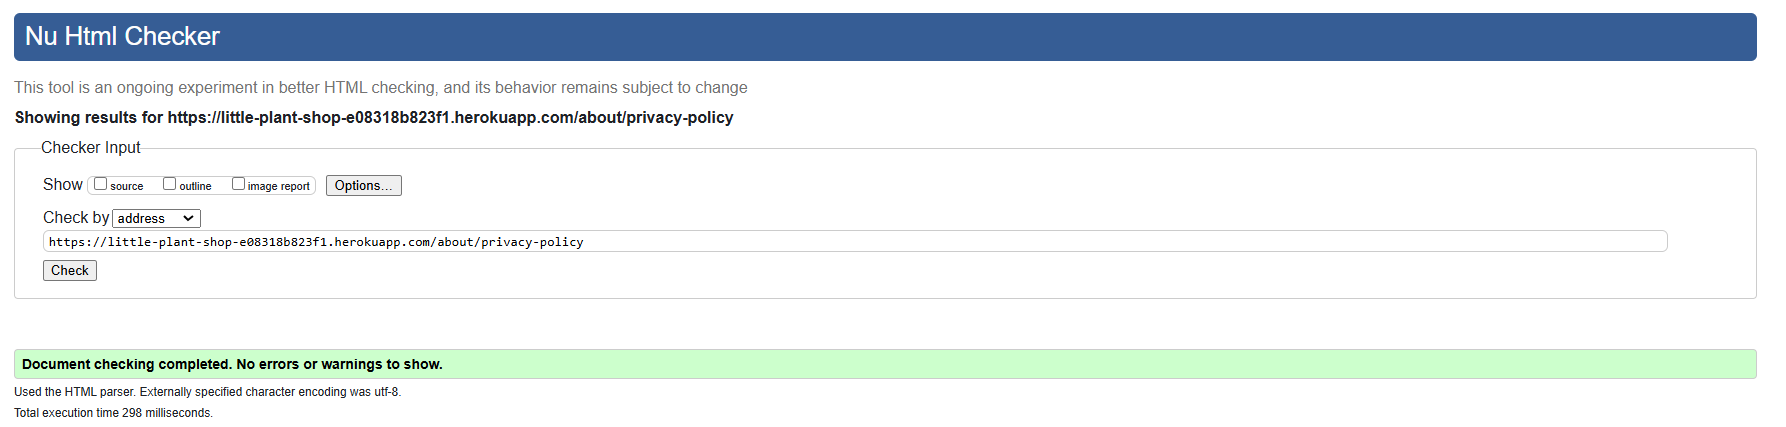 Nu Html Checker
This tool is an ongoing experiment in better HTML checking, and its behavior remains subject to change
Showing results for https://little-plant-shop-e08318b823f1.herokuapp.com/about/privacy-policy
Checker Input
Show source outline image report Options...
Check by address
https://little-plant-shop-e08318b823f1.herokuapp.com/about/privacy-policy
Check
Document checking completed. No errors or warnings to show.
Used the HTML parser. Externally specified character encoding was utf-8.
Total execution time 298 milliseconds.